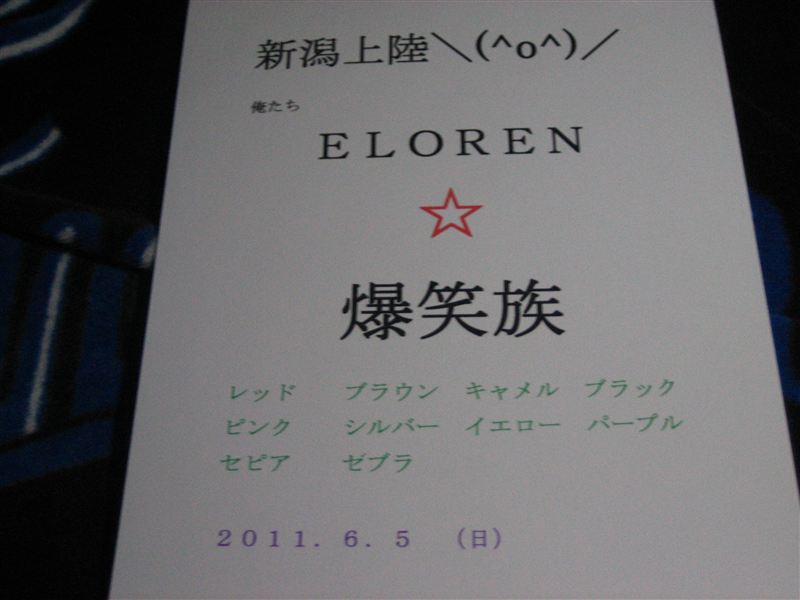 新潟上陸＼(^o^)／
俺たち
ＥＬＯＲＥＮ
☆
爆笑族
レッド　ブラウン　キャメル　ブラック
ピンク　シルバー　イエロー　パープル
セピア　ゼブラ
２０１１．６．５　（日）